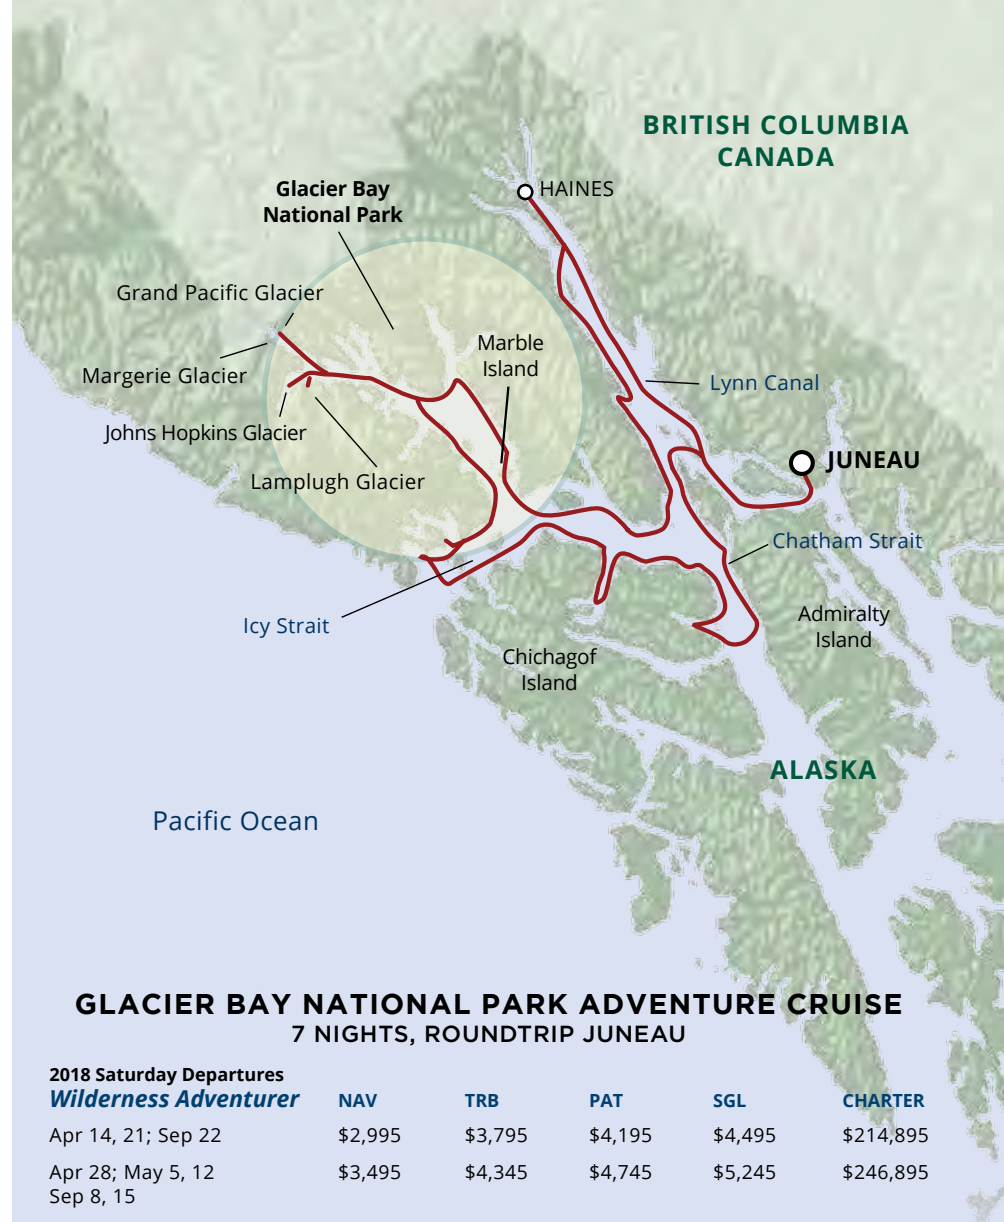 BRITISH COLUMBIA
CANADA
HAINES
Glacier Bay
National Park
Grand Pacific Glacier
Marble
Island
Margerie Glacier
Lynn Canal
Johns Hopkins Glacier
JUNEAU
Lamplugh Glacier
Chatham Strait
Icy Strait
Admiralty
Island
Chichagof
Island
ALASKA
Pacific Ocean
GLACIER BAY NATIONAL PARK ADVENTURE CRUISE
7 NIGHTS, ROUNDTRIP JUNEAU
2018 Saturday Departures
Wilderness Adventurer NAV TRB PAT SGL CHARTER
Apr 14, 21; Sep 22 $2,995 $3,795 $4,195 $4,495 $214,895
Apr 28; May 5, 12 $3,495 $4,345 $4,745 $5,245 $246,895
Sep 8, 15